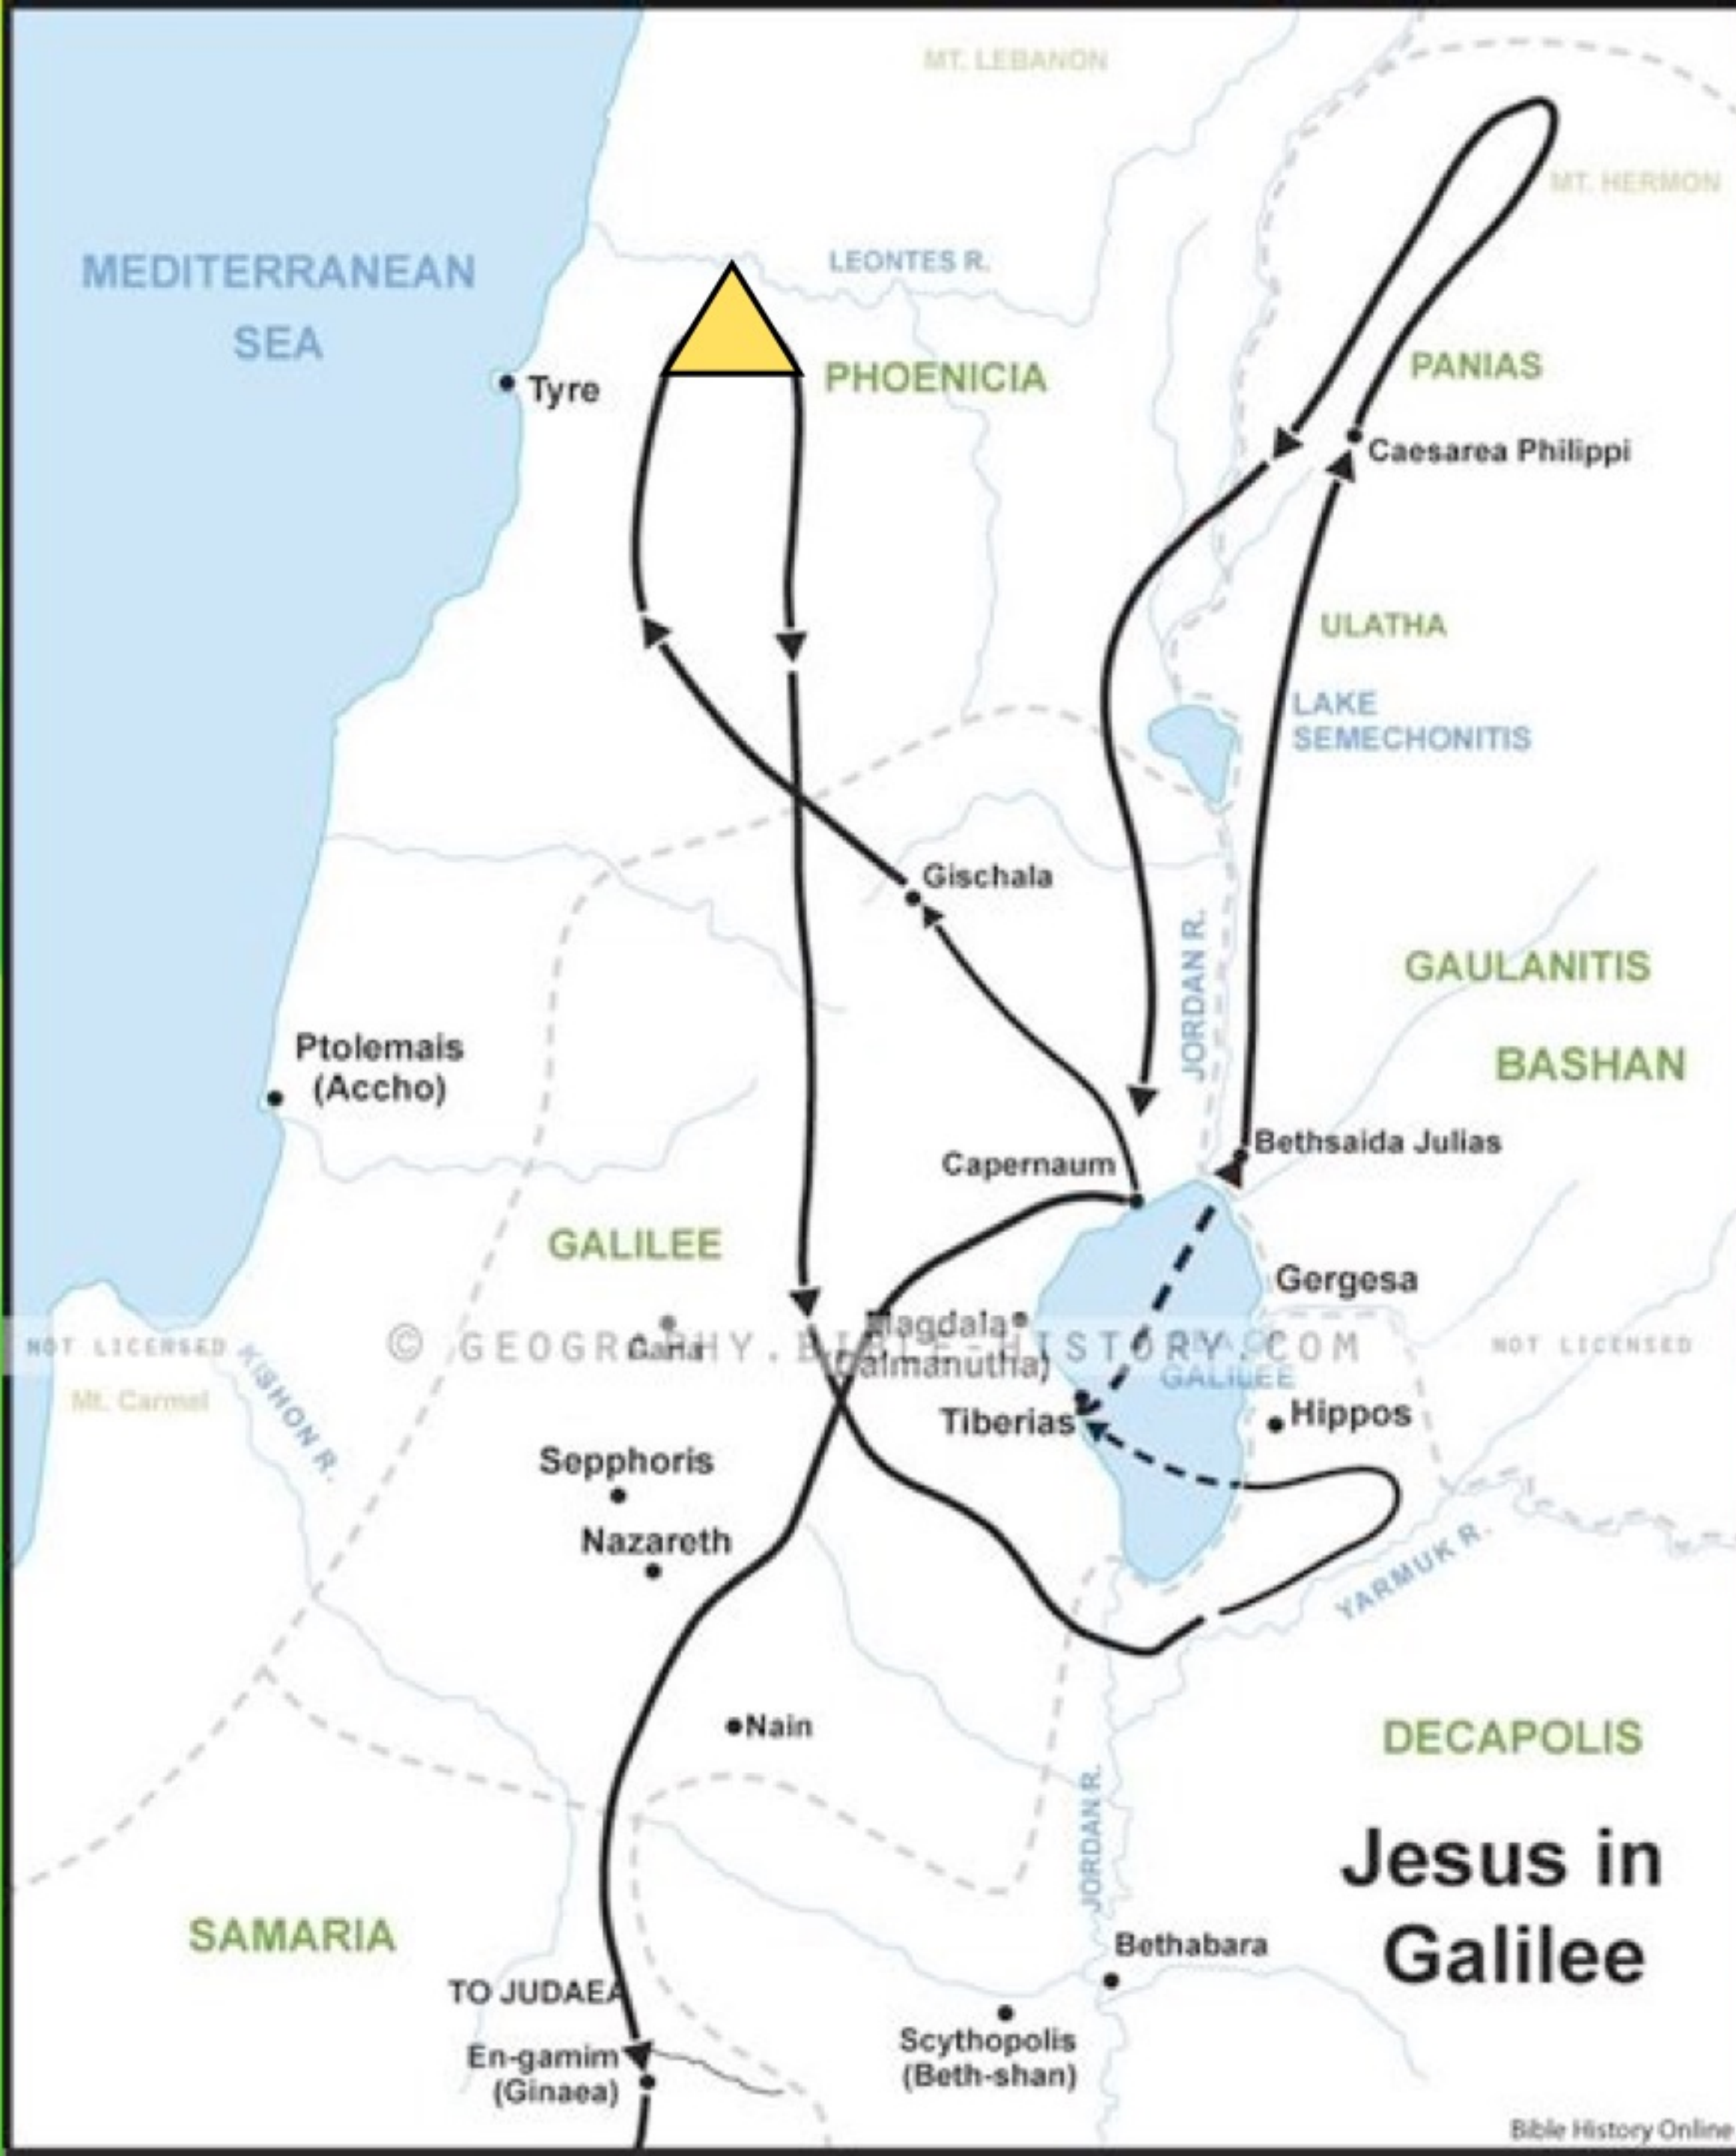 MT. LEBANON
MT. HERMON
LEONTES R.
MEDITERRANEAN
SEA
Tyre
PHOENICIA
PANIAS
Caesarea Philippi
ULATHA
LAKE
SEMECHONITIS
Gischala
JORDAN R.
GAULANITIS
BASHAN
Ptolemais
(Accho)
Bethsaida Julias
Capernaum
GALILEE
Gergesa
Magdala
NOT LICENSED
© GEOGRAPHY.BIBLE-HISTORY.COM
NOT LICENSED
Cana
GALILEE
Mt. Carmel
KISHON R.
Tiberias
Hippos
Sepphoris
Nazareth
YARMUK R.
Nain
DECAPOLIS
JORDAN R.
Jesus in
Galilee
SAMARIA
Bethabara
TO JUDAEA
Scythopolis
(Beth-shan)
En-gamim
(Ginaea)
Bible History Online